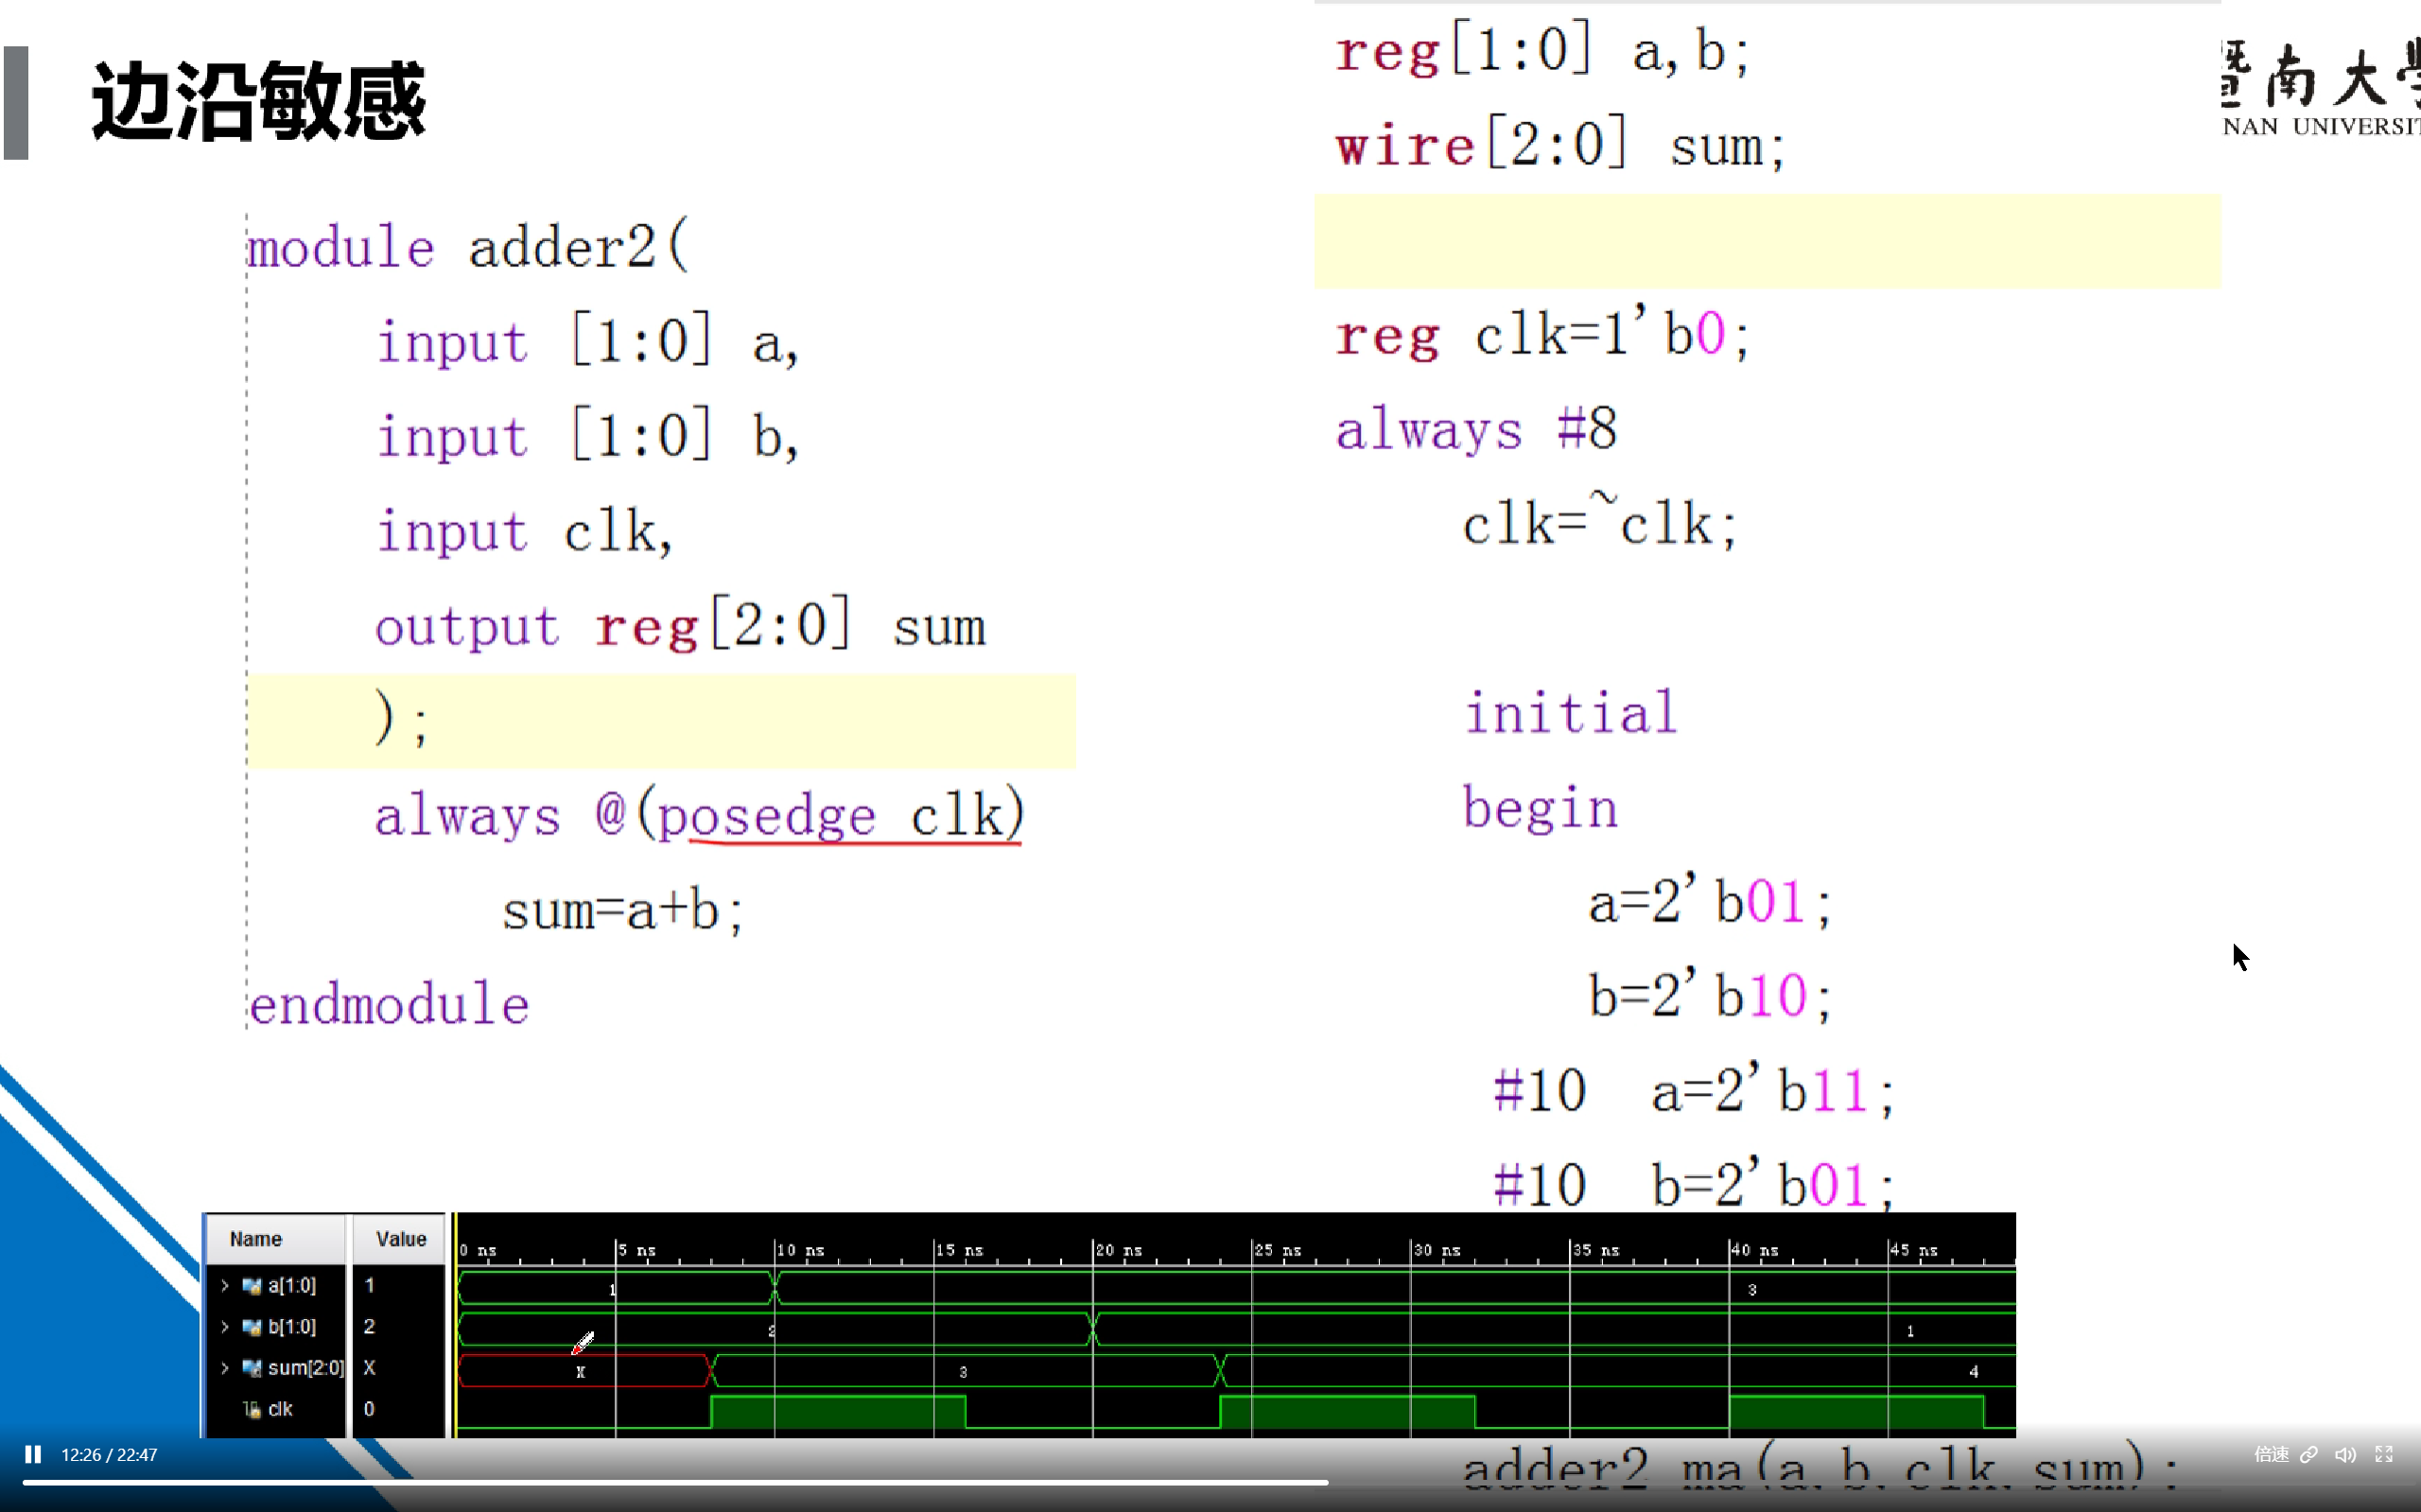 边沿敏感
module adder2(
input [1:0] a,
input [1:0] b,
input clk,
output reg[2:0] sum
);
always @(posedge clk)
sum=a+b;
endmodule
reg[1:0] a,b;
wire[2:0] sum;
reg clk=1'b0;
always #8
clk=~clk;
initial
begin
a=2'b01;
b=2'b10;
#10 a=2'b11;
#10 b=2'b01;
adder2 ma(a,b,clk,sum);
暨南大學
NAN UNIVERSIT
Name Value
0 ns 5 ns 10 ns 15 ns 20 ns 25 ns 30 ns 35 ns 40 ns 45 ns
a[1:0] 1 1 3
b[1:0] 2 2 1
sum[2:0] X X 3 4
clk 0
12:26 / 22:47
倍速